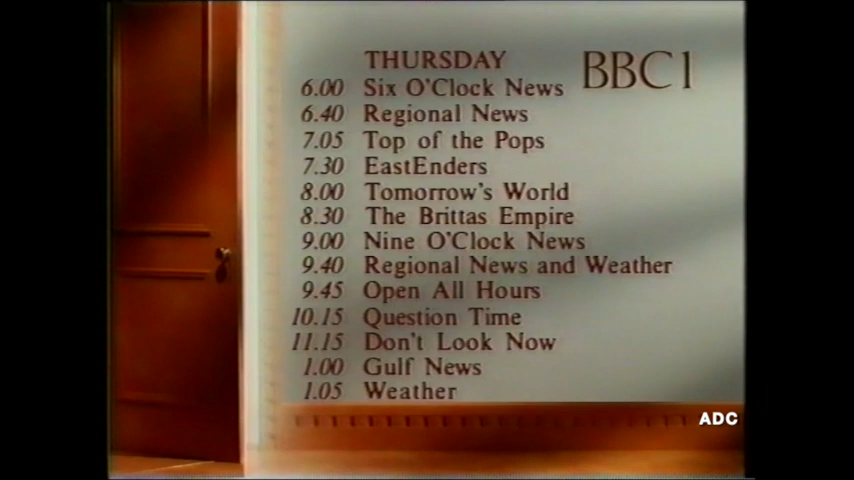 THURSDAY
BBC1
6.00 Six O'Clock News
6.40 Regional News
7.05 Top of the Pops
7.30 EastEnders
8.00 Tomorrow's World
8.30 The Brittas Empire
9.00 Nine O'Clock News
9.40 Regional News and Weather
9.45 Open All Hours
10.15 Question Time
11.15 Don't Look Now
1.00 Gulf News
1.05 Weather
ADC